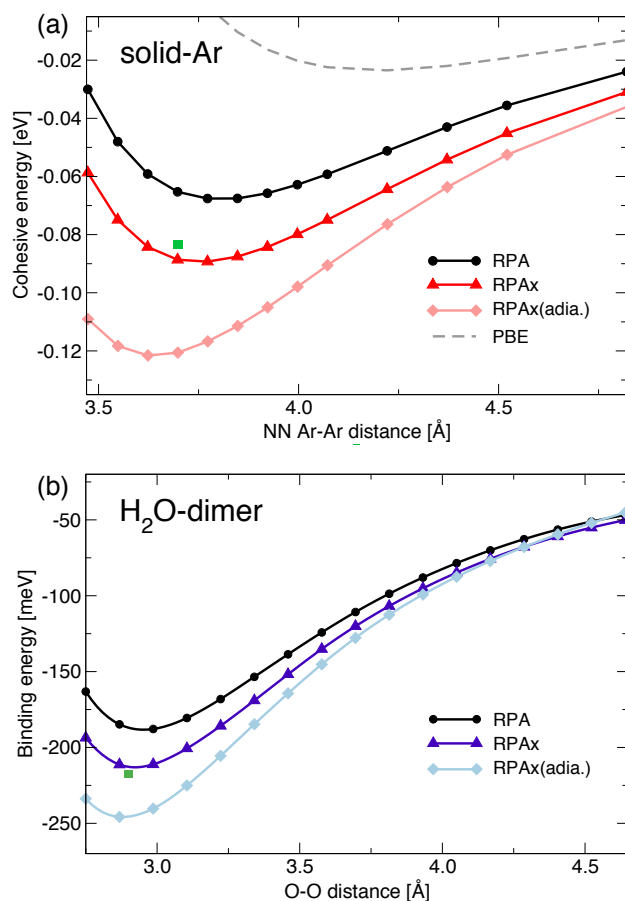 (a)
solid-Ar
Cohesive energy [eV]
-0.02
-0.04
-0.06
-0.08
-0.10
-0.12
RPA
RPAx
RPAx(adia.)
PBE
3.5
4.0
4.5
NN Ar-Ar distance [Å]
(b)
H₂O-dimer
Binding energy [meV]
-50
-100
-150
-200
-250
RPA
RPAx
RPAx(adia.)
3.0
3.5
4.0
4.5
O-O distance [Å]